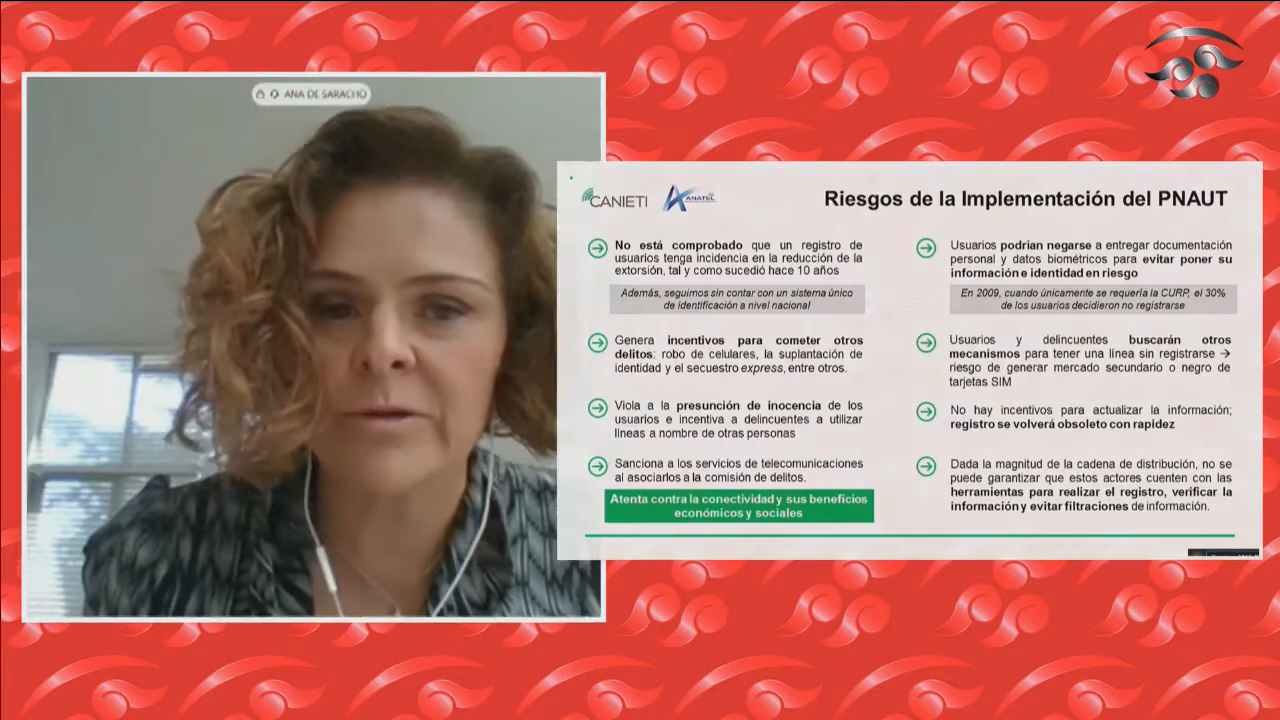 ANA DE SARACHO
CANIETI
ANATEL
Riesgos de la Implementación del PNAUT
No está comprobado que un registro de
usuarios tenga incidencia en la reducción de la
extorsión, tal y como sucedió hace 10 años
Además, seguimos sin contar con un sistema único
de identificación a nivel nacional
Genera incentivos para cometer otros
delitos: robo de celulares, la suplantación de
identidad y el secuestro express, entre otros.
Viola a la presunción de inocencia de los
usuarios e incentiva a delincuentes a utilizar
líneas a nombre de otras personas
Sanciona a los servicios de telecomunicaciones
al asociarlos a la comisión de delitos.
Atenta contra la conectividad y sus beneficios
económicos y sociales
Usuarios podrían negarse a entregar documentación
personal y datos biométricos para evitar poner su
información e identidad en riesgo
En 2009, cuando únicamente se requería la CURP, el 30%
de los usuarios decidieron no registrarse
Usuarios y delincuentes buscarán otros
mecanismos para tener una línea sin registrarse →
riesgo de generar mercado secundario o negro de
tarjetas SIM
No hay incentivos para actualizar la información;
registro se volverá obsoleto con rapidez
Dada la magnitud de la cadena de distribución, no se
puede garantizar que estos actores cuenten con las
herramientas para realizar el registro, verificar la
información y evitar filtraciones de información.